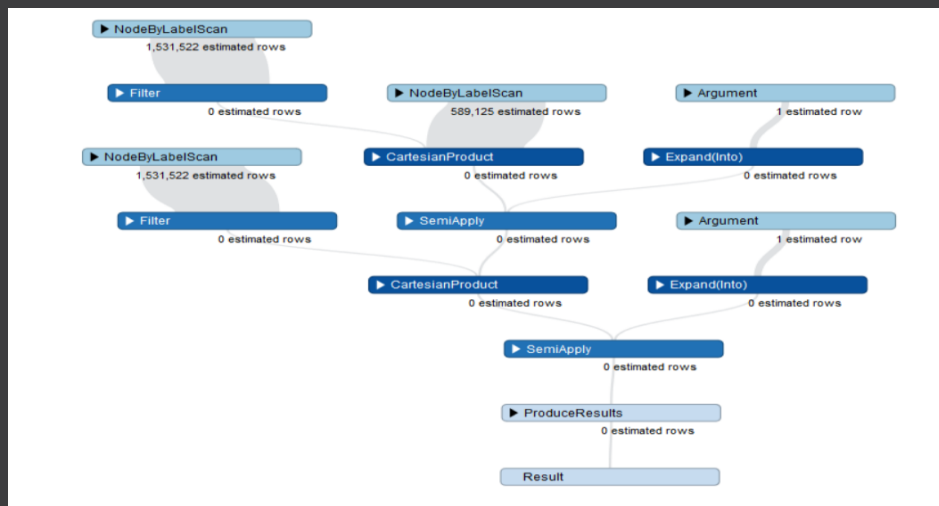 NodeByLabelScan
1,531,522 estimated rows
Filter
0 estimated rows
NodeByLabelScan
589,125 estimated rows
Argument
1 estimated row
NodeByLabelScan
1,531,522 estimated rows
CartesianProduct
0 estimated rows
Expand(Into)
0 estimated rows
Filter
0 estimated rows
SemiApply
0 estimated rows
Argument
1 estimated row
CartesianProduct
0 estimated rows
Expand(Into)
0 estimated rows
SemiApply
0 estimated rows
ProduceResults
0 estimated rows
Result